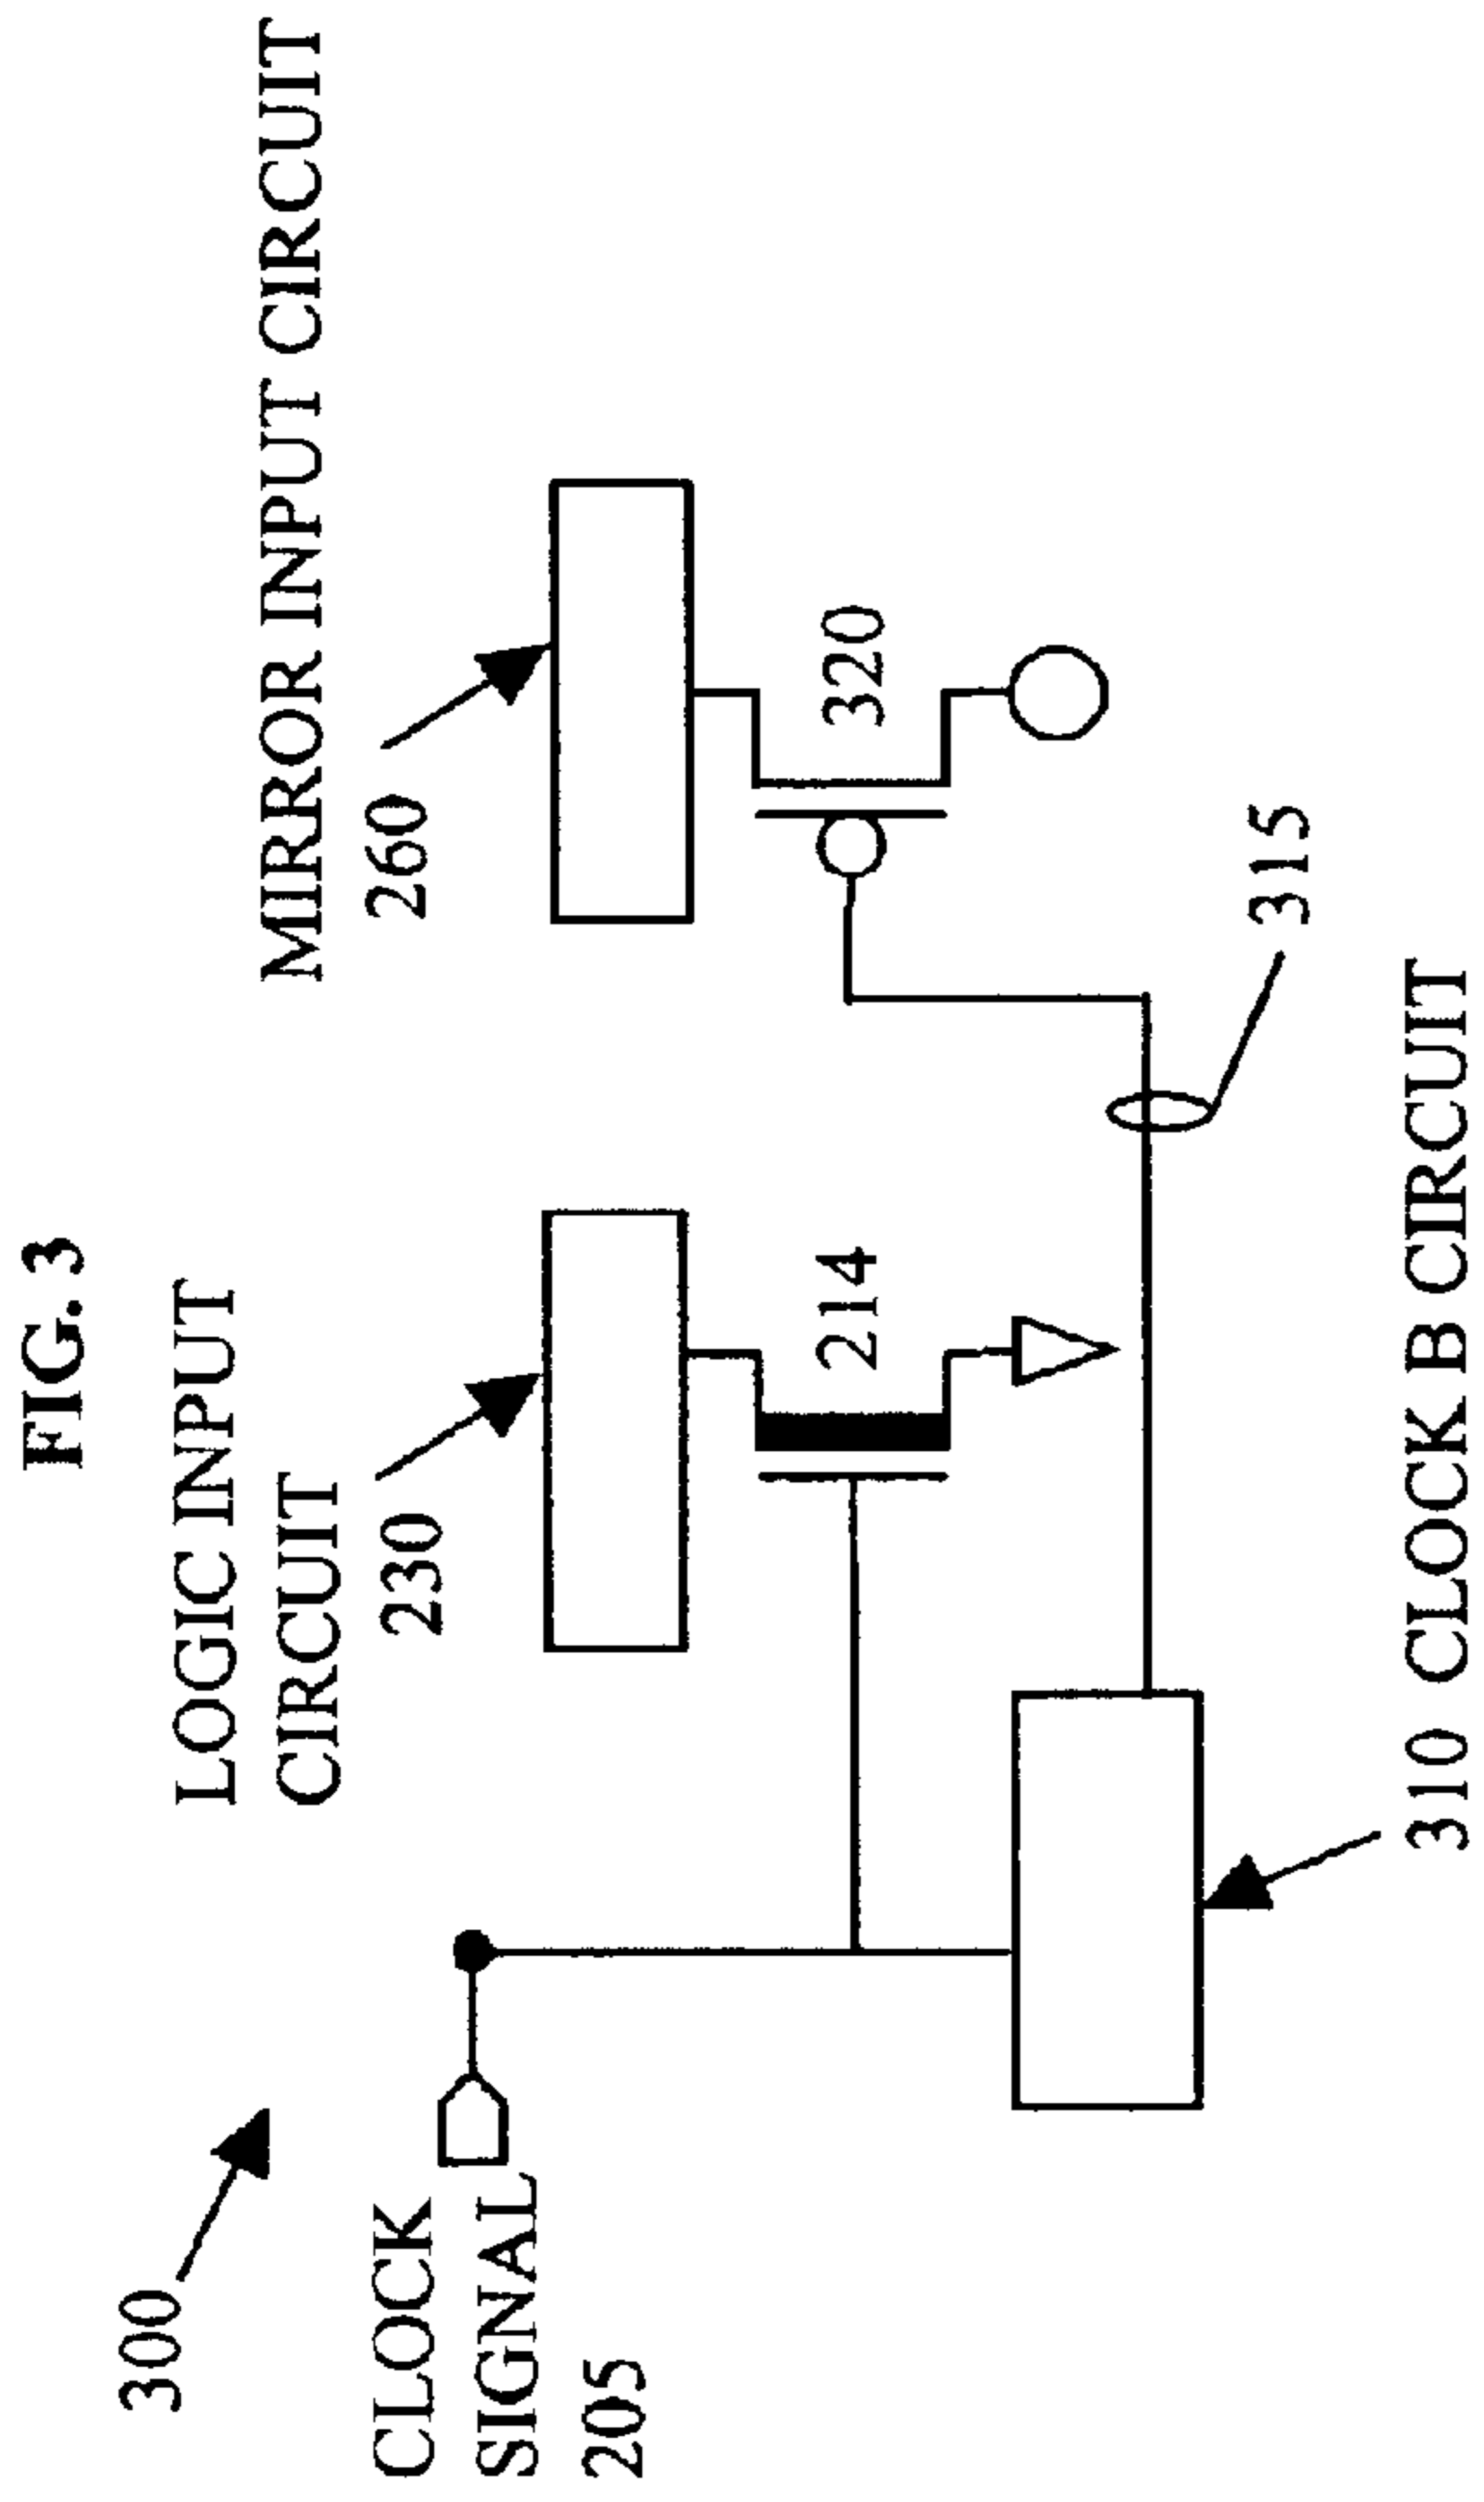 FIG. 3
300
LOGIC INPUT
CIRCUIT
230
MIRROR INPUT CIRCUIT
260
CLOCK
SIGNAL
205
214
320
315
310 CLOCK B CIRCUIT